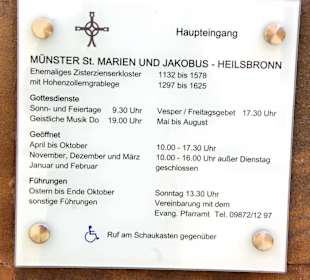 Haupteingang
MÜNSTER St. MARIEN UND JAKOBUS - HEILSBRONN
Ehemaliges Zisterzienserkloster 1132 bis 1578
mit Hohenzollerngrablege 1297 bis 1625
Gottesdienste
Sonn- und Feiertage 9.30 Uhr Vesper / Freitagsgebet 17.30 Uhr
Geistliche Musik Do 19.00 Uhr Mai bis August
Geöffnet
April bis Oktober 10.00 - 17.30 Uhr
November, Dezember und März 10.00 - 16.00 Uhr außer Dienstag
Januar und Februar geschlossen
Führungen
Ostern bis Ende Oktober Sonntag 13.30 Uhr
sonstige Führungen Vereinbarung mit dem
Evang. Pfarramt Tel. 09872/12 97
Ruf am Schaukasten gegenüber